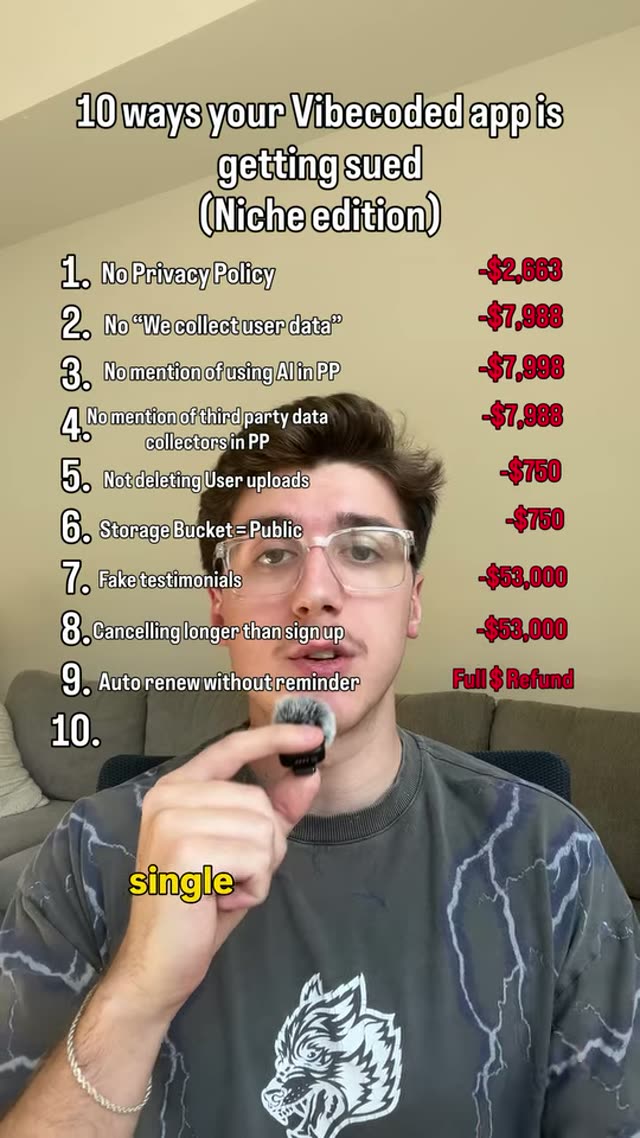 10 ways your Vibecoded app is
getting sued
(Niche edition)
1. No Privacy Policy -$2,663
2. No “We collect user data” -$7,988
3. No mention of using AI in PP -$7,998
4. No mention of third party data
collectors in PP -$7,988
5. Not deleting User uploads -$750
6. Storage Bucket = Public -$750
7. Fake testimonials -$53,000
8. Cancelling longer than sign up -$53,000
9. Auto renew without reminder Full $ Refund
10.
single